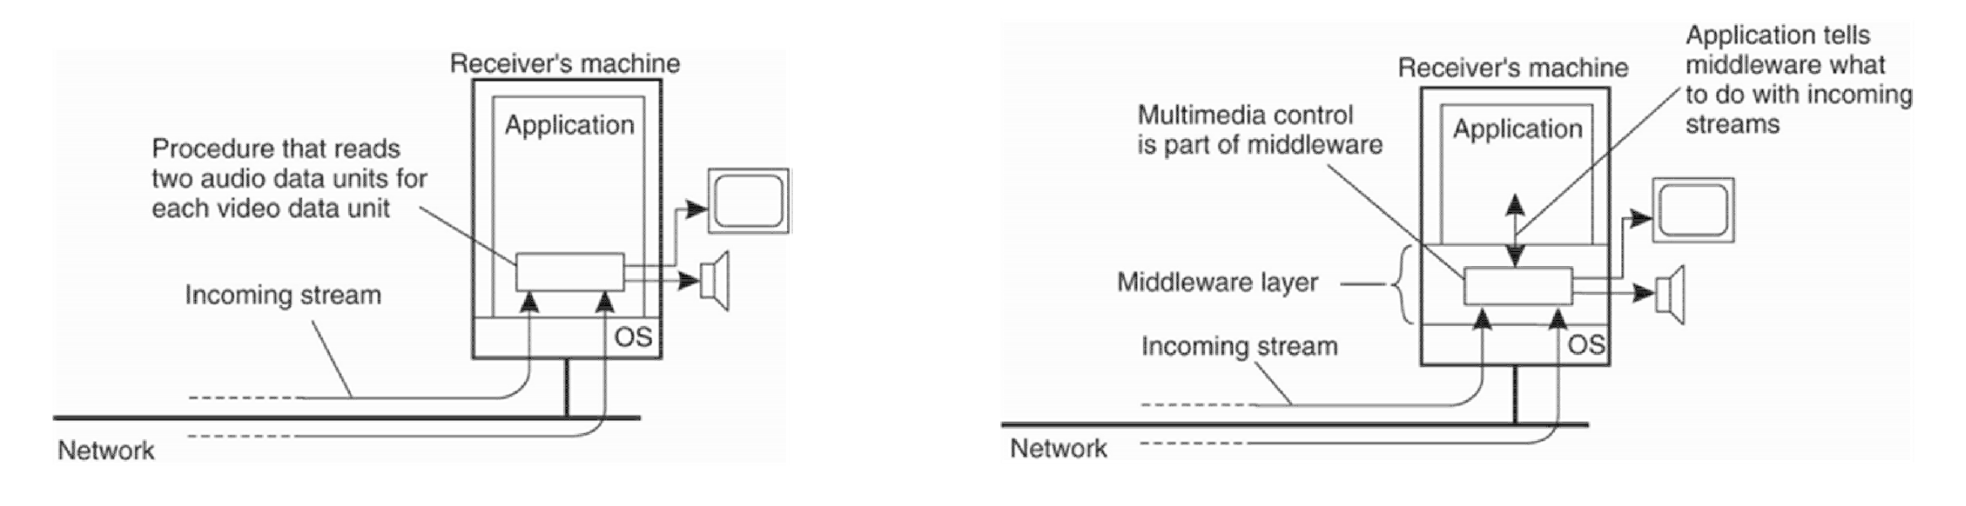 Receiver's machine
Application
Procedure that reads
two audio data units for
each video data unit
Incoming stream
OS
Network
Application tells
middleware what
to do with incoming
streams
Receiver's machine
Multimedia control
is part of middleware
Application
Middleware layer
Incoming stream
OS
Network